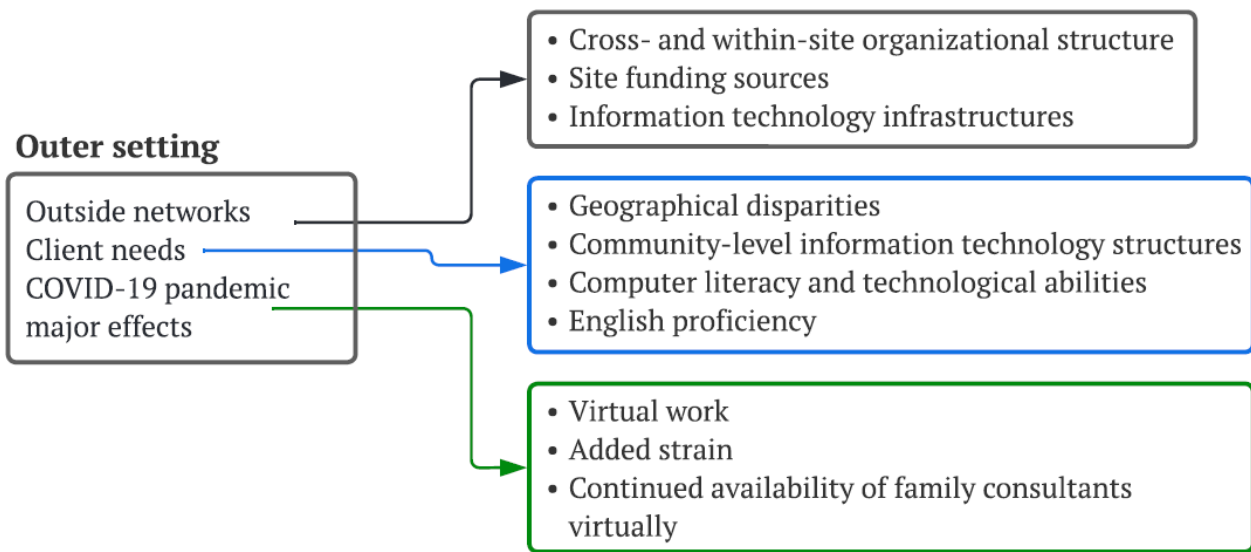 Outer setting
Outside networks
Client needs
COVID-19 pandemic
major effects
• Cross- and within-site organizational structure
• Site funding sources
• Information technology infrastructures
• Geographical disparities
• Community-level information technology structures
• Computer literacy and technological abilities
• English proficiency
• Virtual work
• Added strain
• Continued availability of family consultants
virtually